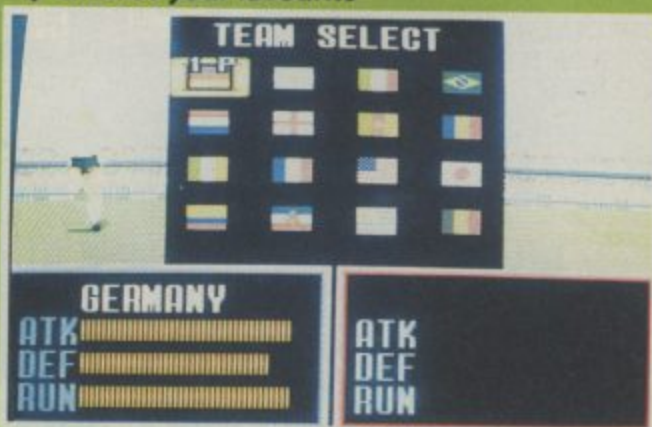 TEAM SELECT
1-P
GERMANY
ATK
DEF
RUN
ATK
DEF
RUN